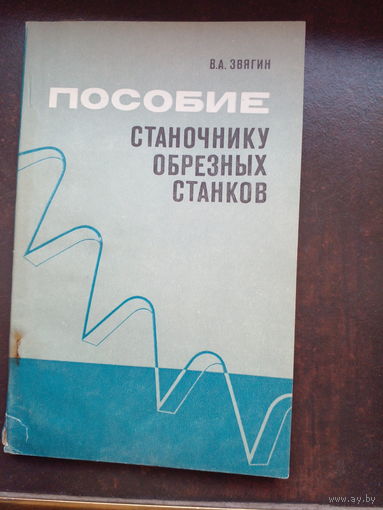 В.А. ЗВЯГИН
ПОСОБИЕ
СТАНОЧНИКУ
ОБРЕЗНЫХ
СТАНКОВ
www.ay.by